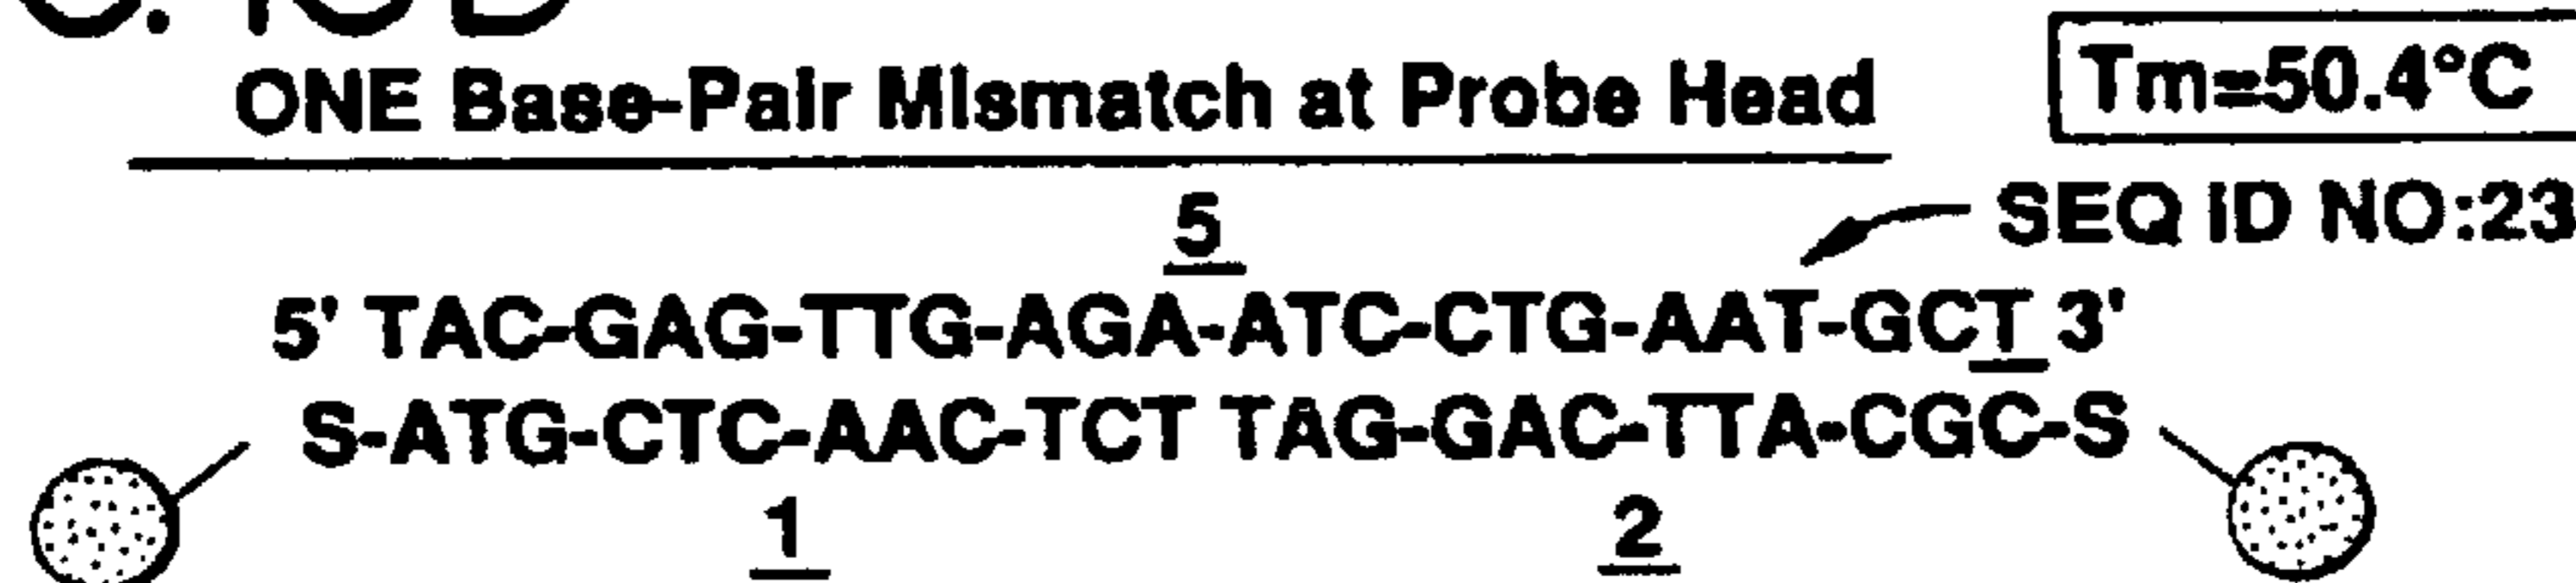 ONE Base-Pair Mismatch at Probe Head
Tm=50.4°C
5
SEQ ID NO:23
5' TAC-GAG-TTG-AGA-ATC-CTG-AAT-GCT 3'
S-ATG-CTC-AAC-TCT TAG-GAC-TTA-CGC-S
1
2